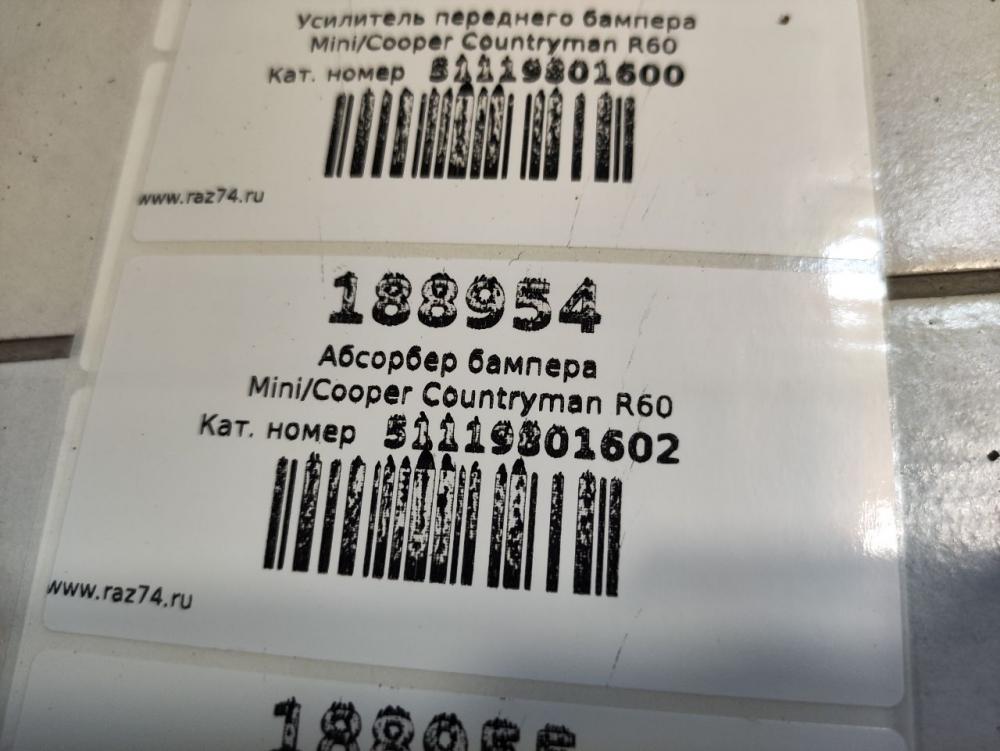 Усилитель переднего бампера
Mini/Cooper Countryman R60
Кат. номер 51119801600
www.raz74.ru
188954
Абсорбер бампера
Mini/Cooper Countryman R60
Кат. номер 51119801602
www.raz74.ru
188955